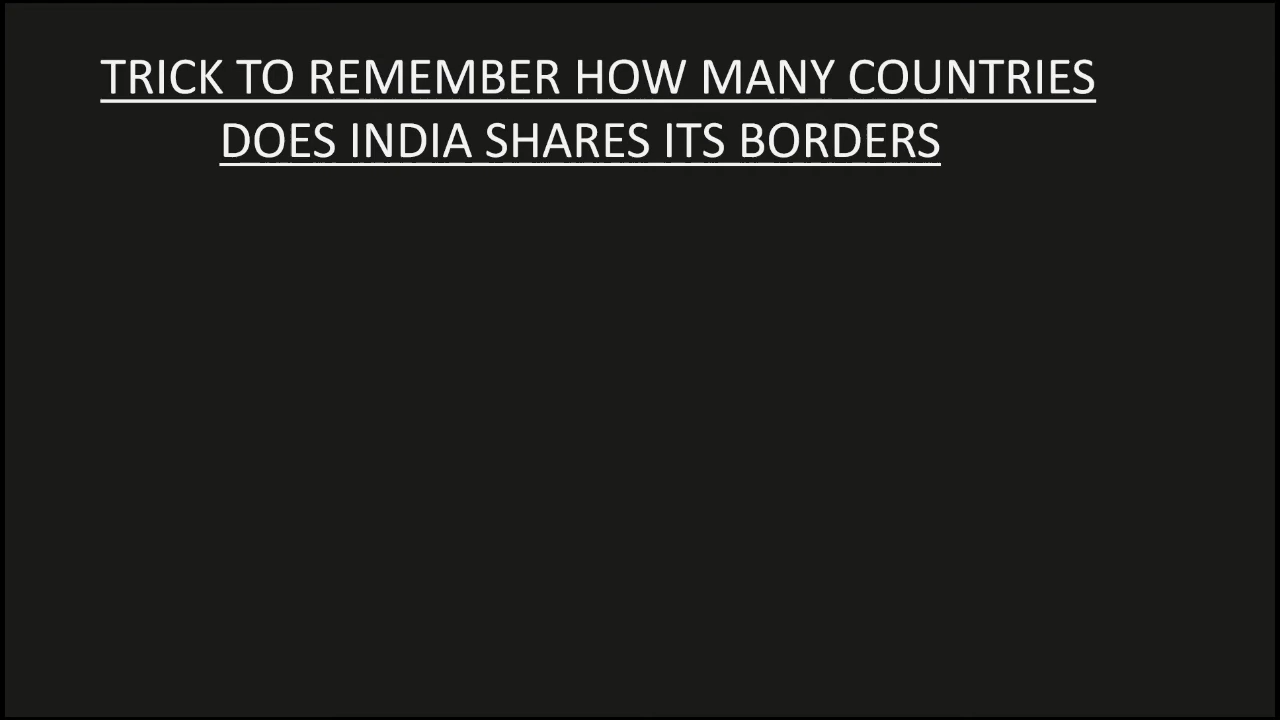 TRICK TO REMEMBER HOW MANY COUNTRIES
DOES INDIA SHARES ITS BORDERS